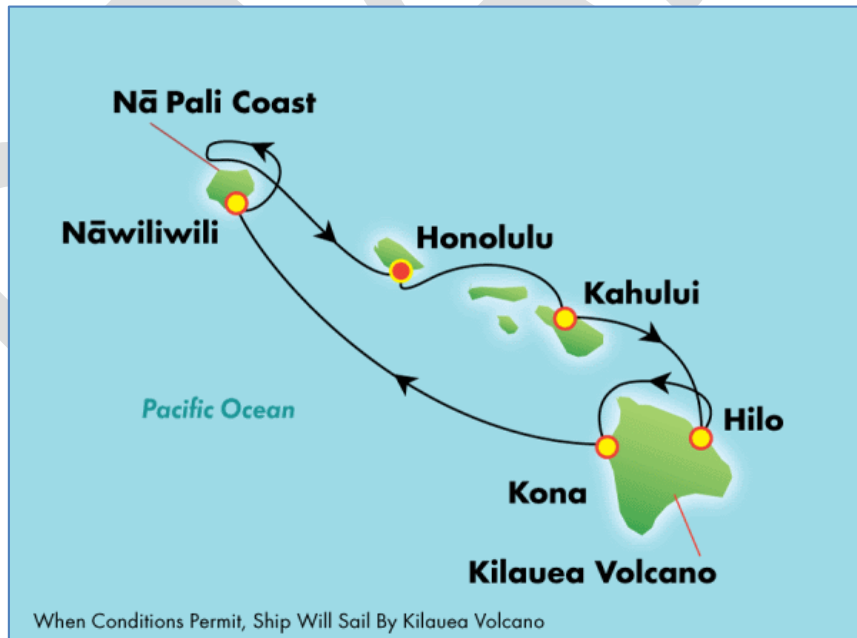 Nā Pali Coast
Nāwiliwili
Honolulu
Kahului
Pacific Ocean
Hilo
Kona
Kilauea Volcano
When Conditions Permit, Ship Will Sail By Kilauea Volcano